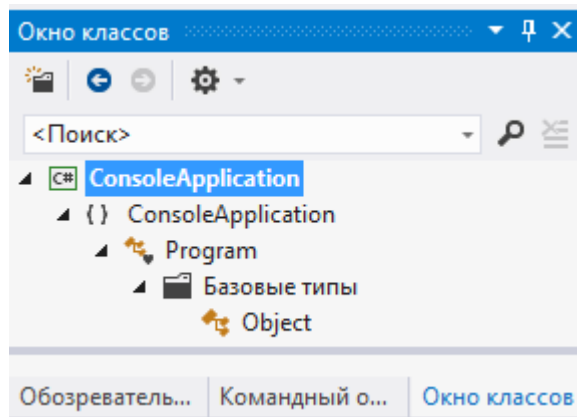 Окно классов
<Поиск>
C# ConsoleApplication
{ } ConsoleApplication
Program
Базовые типы
Object
Обозреватель... Командный о... Окно классов